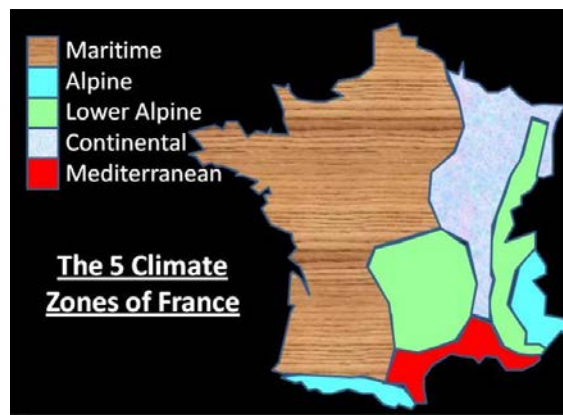 Maritime
Alpine
Lower Alpine
Continental
Mediterranean
The 5 Climate
Zones of France